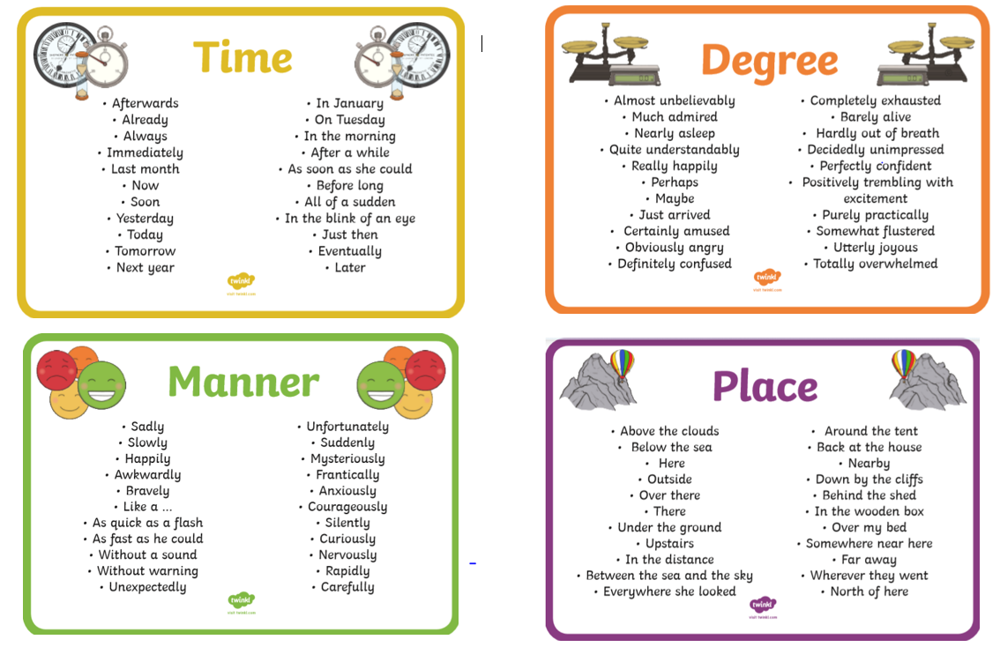 Time
• Afterwards
• Already
• Always
• Immediately
• Last month
• Now
• Soon
• Yesterday
• Today
• Tomorrow
• Next year
• In January
• On Tuesday
• In the morning
• After a while
• As soon as she could
• Before long
• All of a sudden
• In the blink of an eye
• Just then
• Eventually
• Later
twinkl
visit twinkl.com
Degree
• Almost unbelievably
• Much admired
• Nearly asleep
• Quite understandably
• Really happily
• Perhaps
• Maybe
• Just arrived
• Certainly amused
• Obviously angry
• Definitely confused
• Completely exhausted
• Barely alive
• Hardly out of breath
• Decidedly unimpressed
• Perfectly confident
• Positively trembling with
excitement
• Purely practically
• Somewhat flustered
• Utterly joyous
• Totally overwhelmed
twinkl
visit twinkl.com
Manner
• Sadly
• Slowly
• Happily
• Awkwardly
• Bravely
• Like a ...
• As quick as a flash
• As fast as he could
• Without a sound
• Without warning
• Unexpectedly
• Unfortunately
• Suddenly
• Mysteriously
• Frantically
• Anxiously
• Courageously
• Silently
• Curiously
• Nervously
• Rapidly
• Carefully
twinkl
visit twinkl.com
Place
• Above the clouds
• Below the sea
• Here
• Outside
• Over there
• There
• Under the ground
• Upstairs
• In the distance
• Between the sea and the sky
• Everywhere she looked
• Around the tent
• Back at the house
• Nearby
• Down by the cliffs
• Behind the shed
• In the wooden box
• Over my bed
• Somewhere near here
• Far away
• Wherever they went
• North of here
twinkl
visit twinkl.com